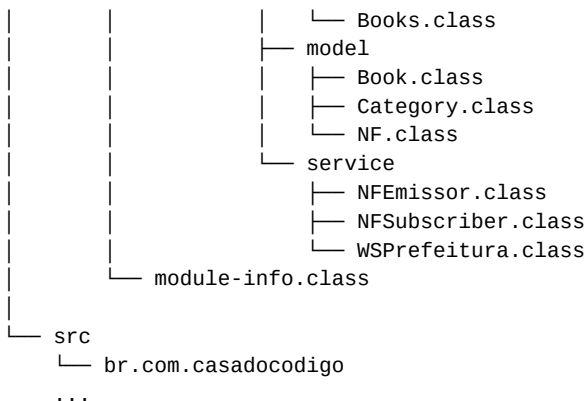 │       │           │   └── Books.class
│       │           ├── model
│       │           │   ├── Book.class
│       │           │   ├── Category.class
│       │           │   └── NF.class
│       │           └── service
│       │               ├── NFEmissor.class
│       │               ├── NFSubscriber.class
│       │               └── WSPrefeitura.class
│       └── module-info.class
│
└── src
    └── br.com.casadocodigo
    ...